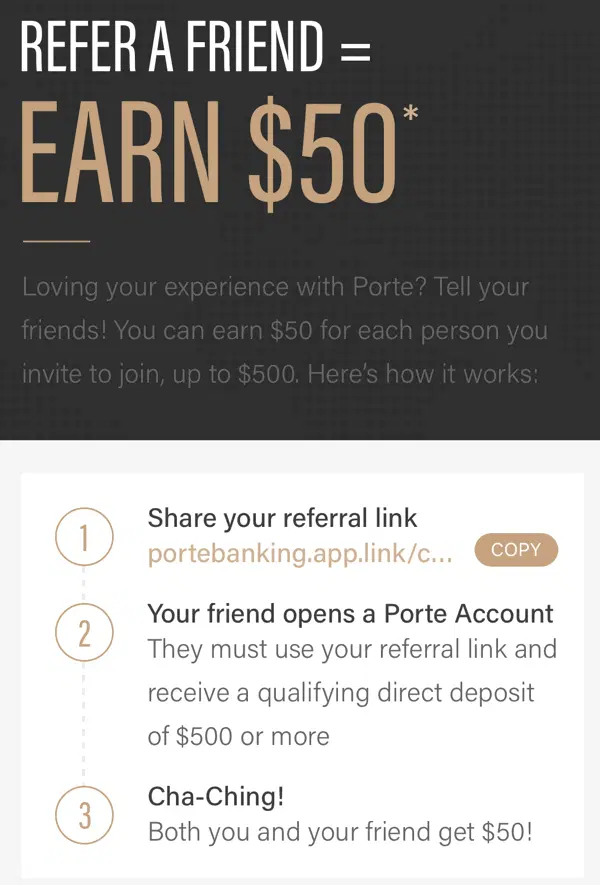 REFER A FRIEND =
EARN $50*
Loving your experience with Porte? Tell your
friends! You can earn $50 for each person you
invite to join, up to $500. Here's how it works:
1
Share your referral link
portebanking.app.link/c...
COPY
2
Your friend opens a Porte Account
They must use your referral link and
receive a qualifying direct deposit
of $500 or more
3
Cha-Ching!
Both you and your friend get $50!